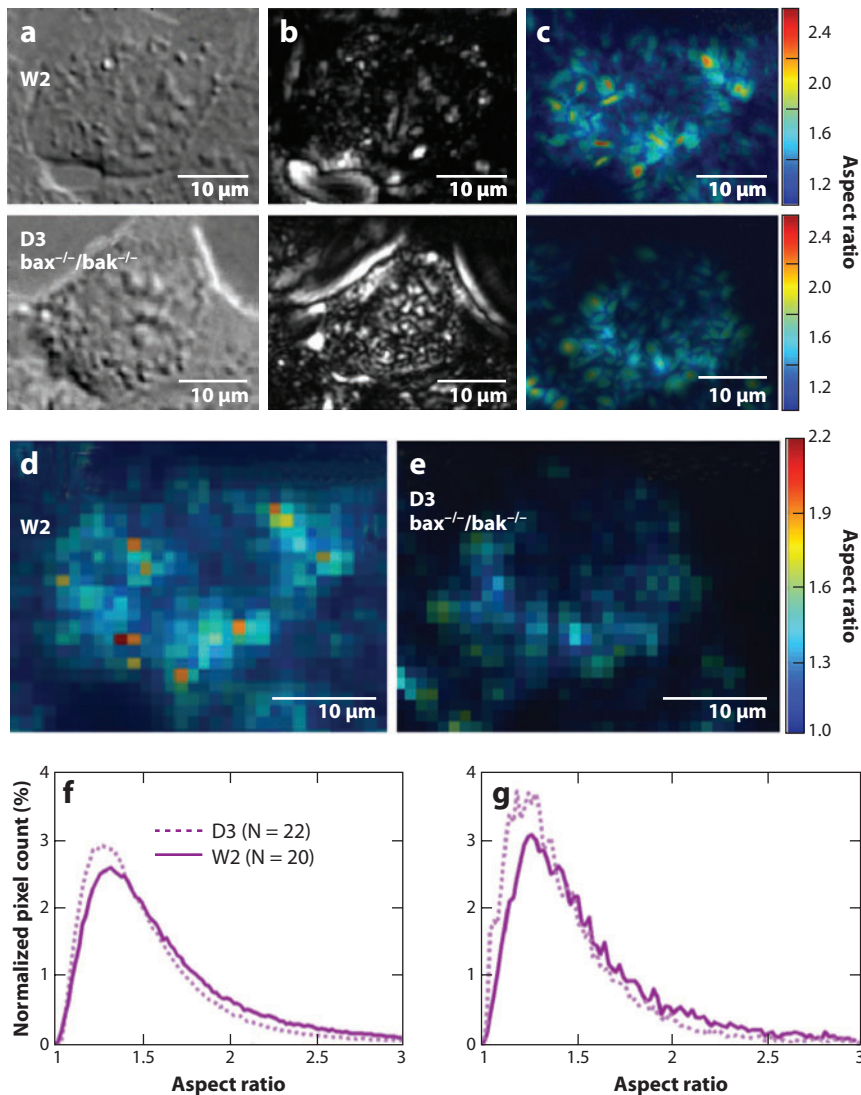 a
W2
10 µm
b
10 µm
c
10 µm
2.4
2.0
1.6
1.2
Aspect ratio
D3
bax⁻/⁻/bak⁻/⁻
10 µm
10 µm
10 µm
2.4
2.0
1.6
1.2
d
W2
10 µm
e
D3
bax⁻/⁻/bak⁻/⁻
10 µm
2.2
1.9
1.6
1.3
1.0
Aspect ratio
f
D3 (N = 22)
W2 (N = 20)
4
3
2
1
0
Normalized pixel count (%)
1
1.5
2
2.5
3
Aspect ratio
g
4
3
2
1
0
1
1.5
2
2.5
3
Aspect ratio